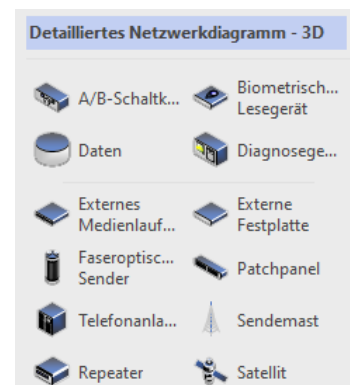 Detailliertes Netzwerkdiagramm - 3D
A/B-Schaltk...
Biometrisch...
Lesegerät
Daten
Diagnosege...
Externes
Medienlauf...
Externe
Festplatte
Faseroptisc...
Sender
Patchpanel
Telefonanla...
Sendemast
Repeater
Satellit